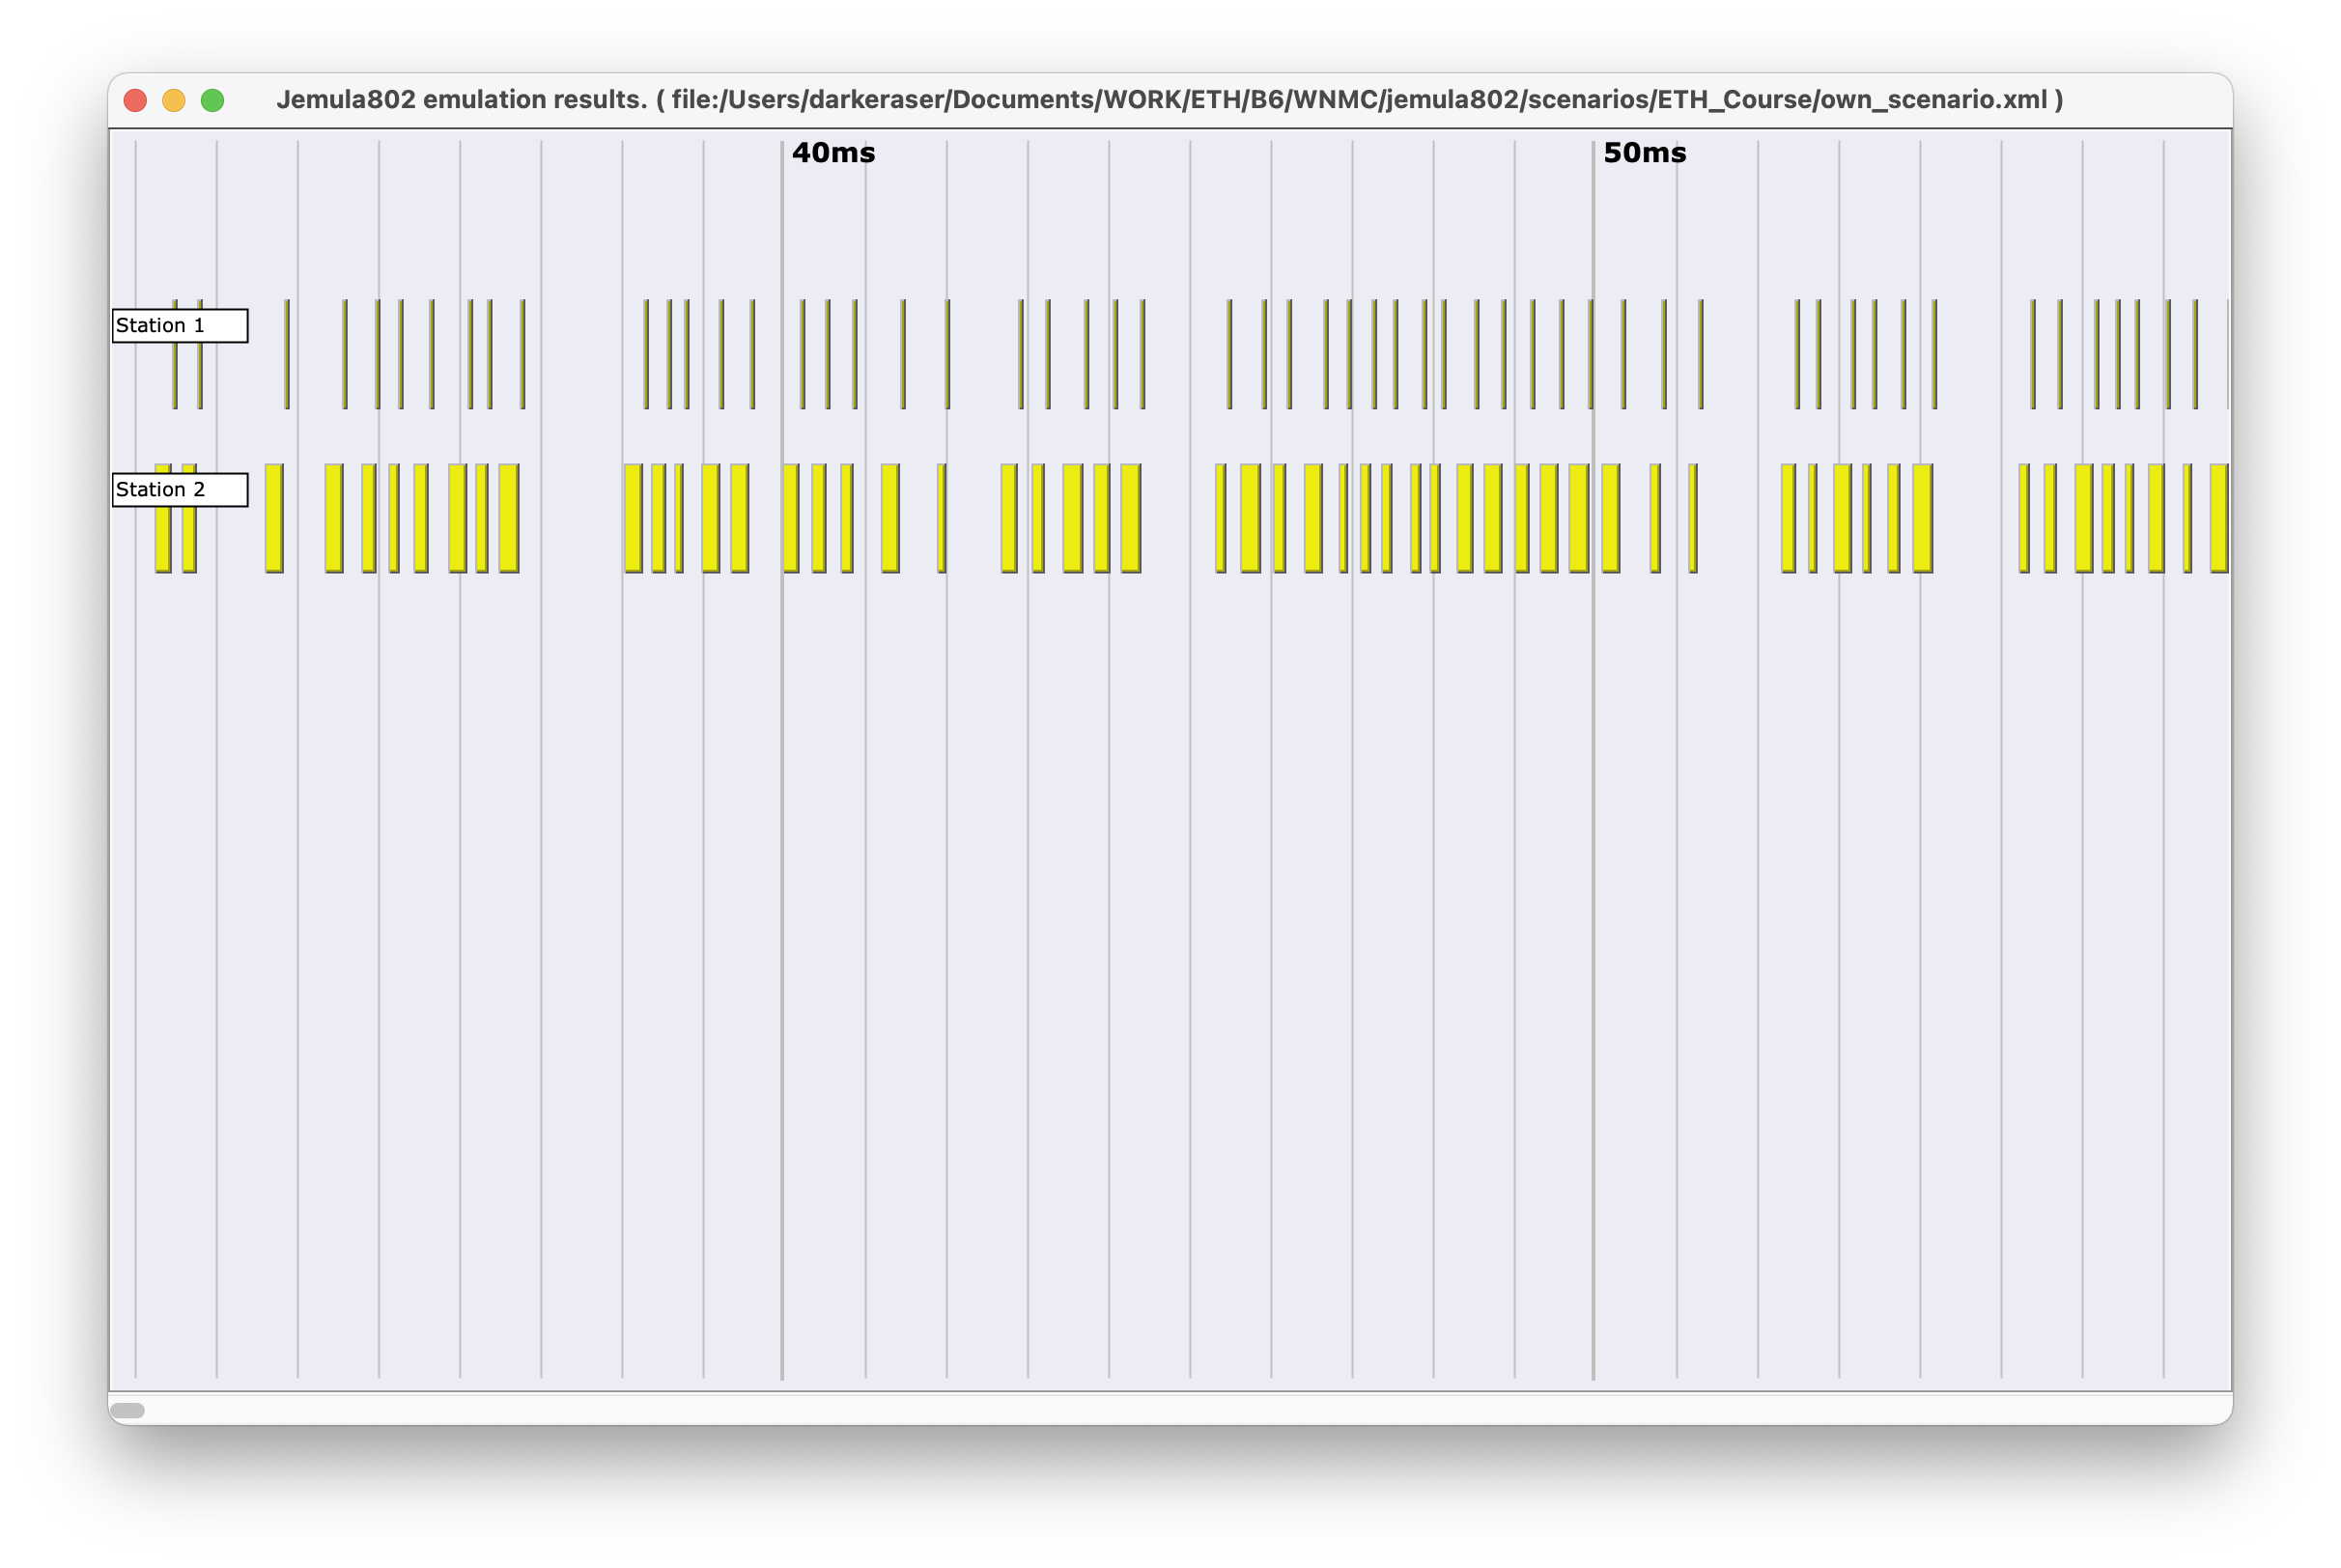 Jemula802 emulation results. ( file:/Users/darkeraser/Documents/WORK/ETH/B6/WNMC/jemula802/scenarios/ETH_Course/own_scenario.xml )
40ms 50ms
Station 1
Station 2